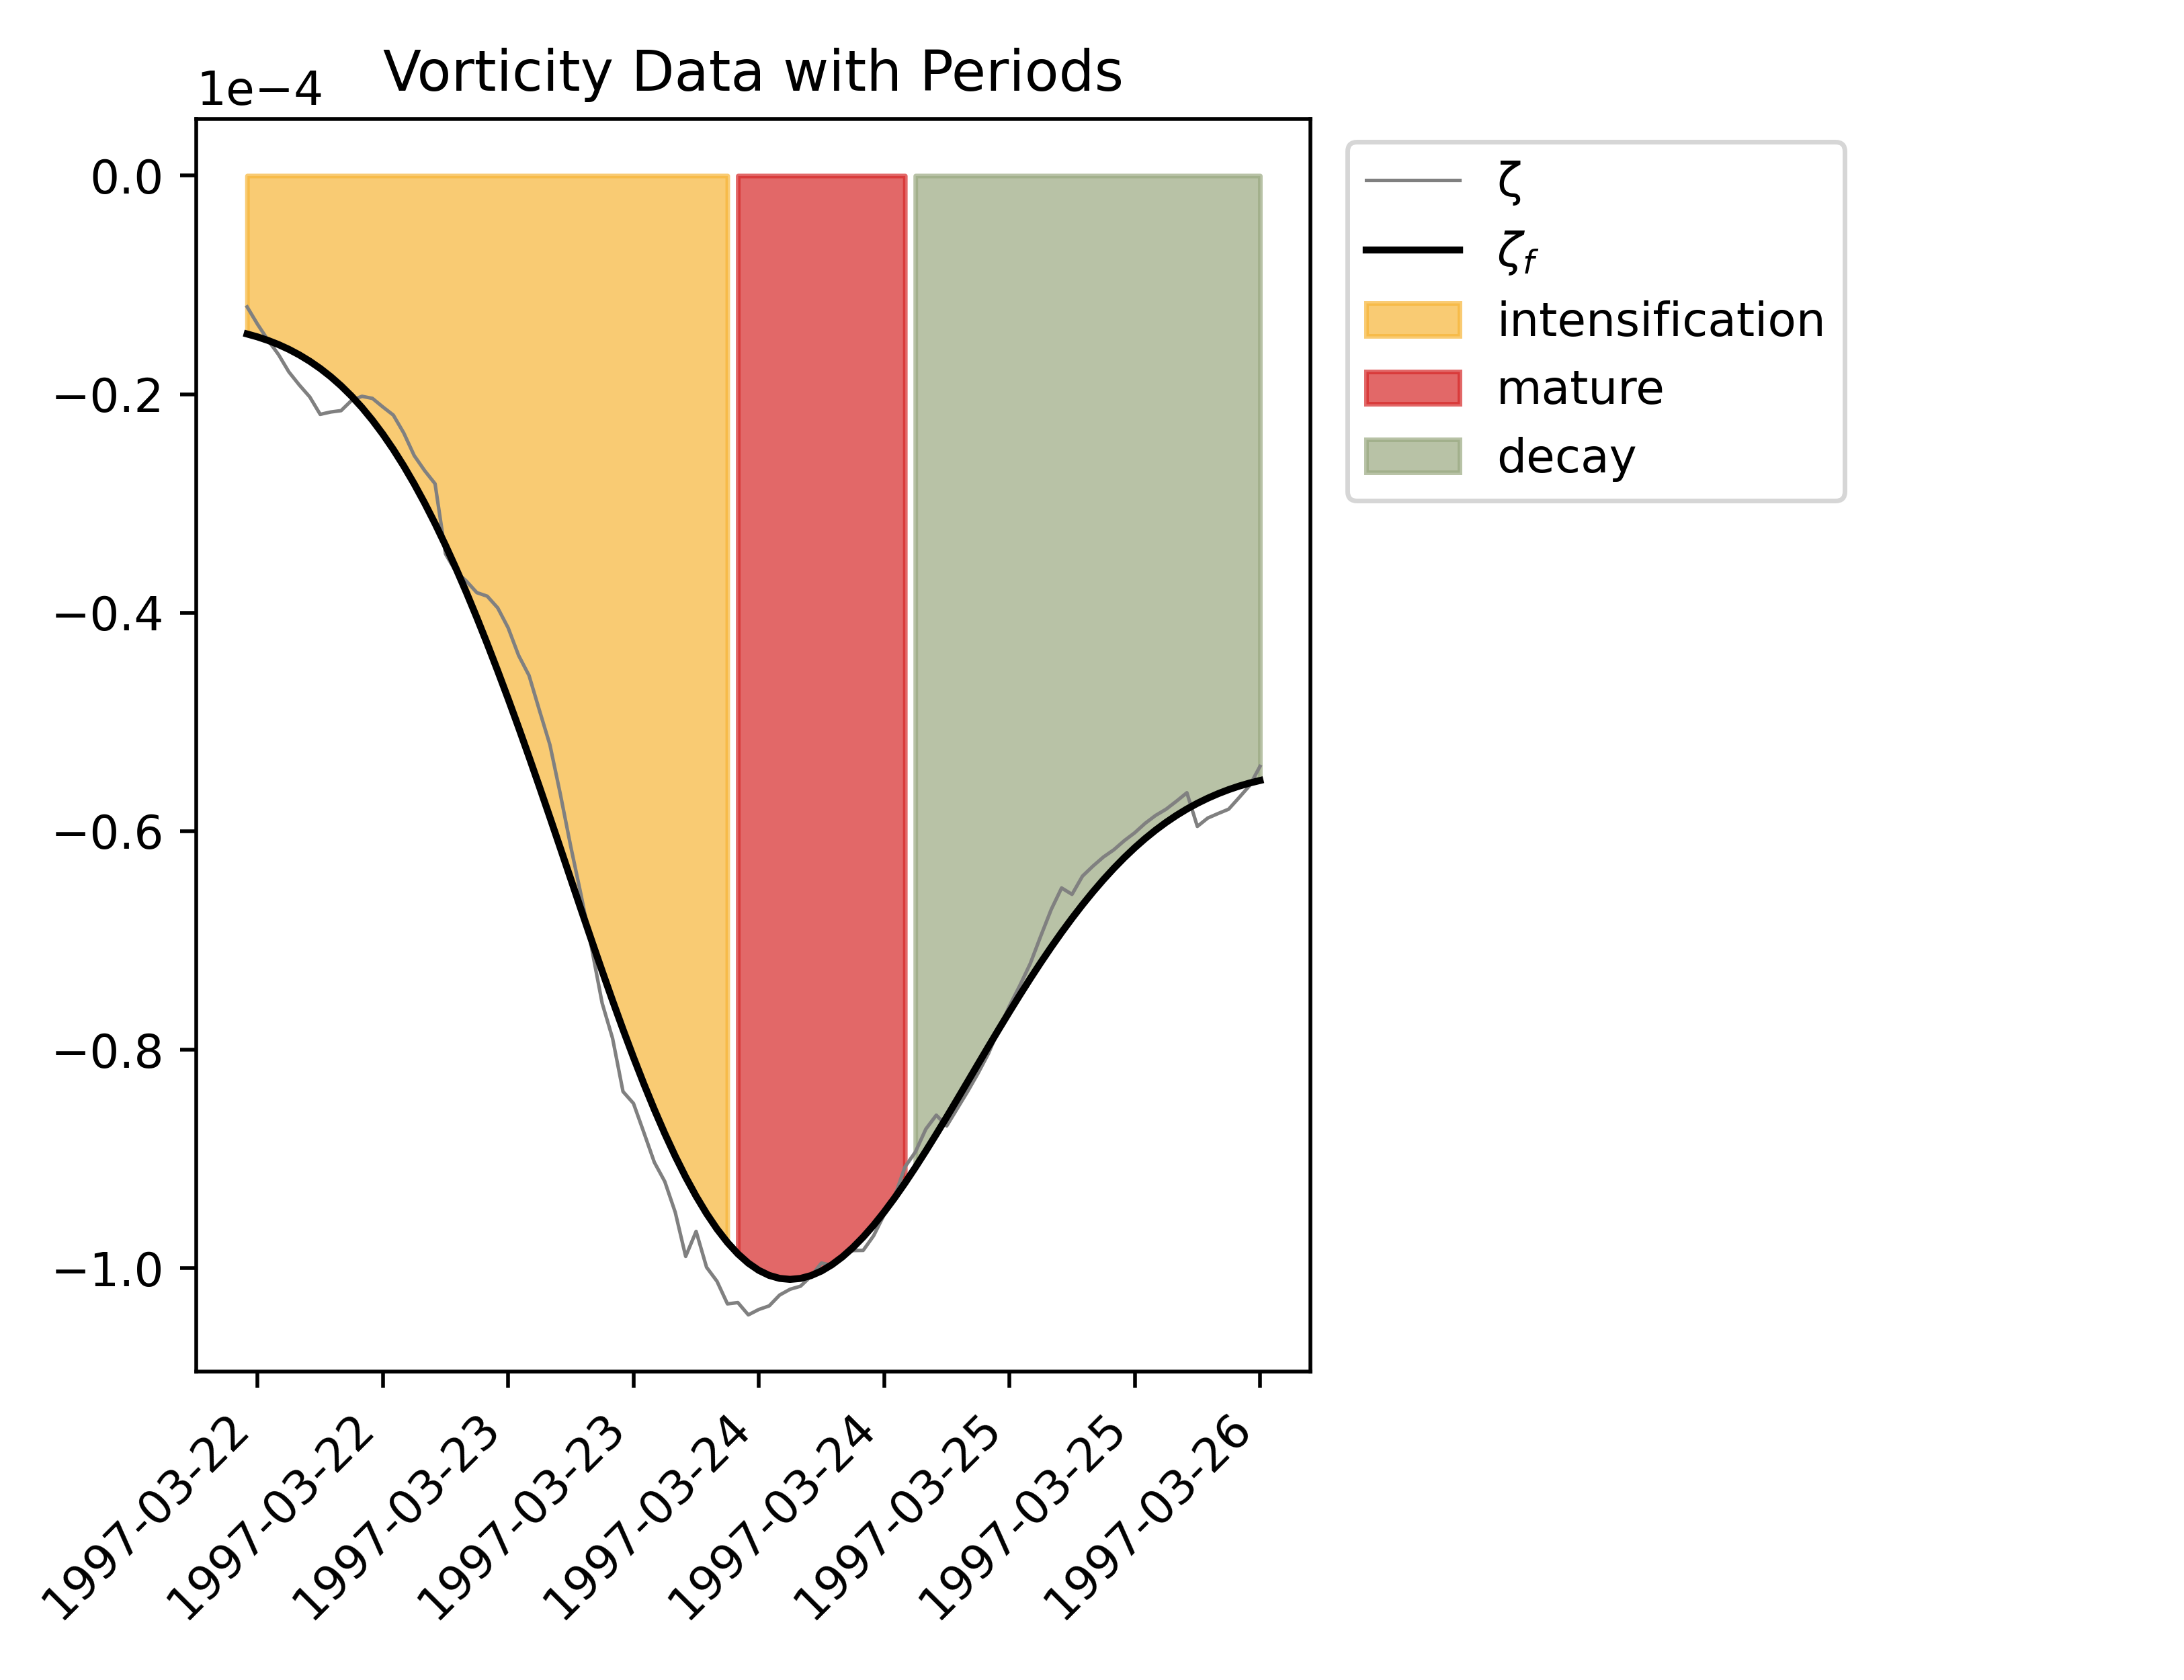 Vorticity Data with Periods
1e−4
0.0
−0.2
−0.4
−0.6
−0.8
−1.0
1997-03-22
1997-03-22
1997-03-23
1997-03-23
1997-03-24
1997-03-24
1997-03-25
1997-03-25
1997-03-26
ζ
ζf
intensification
mature
decay